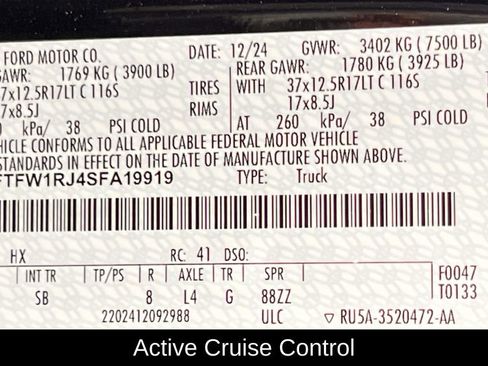 FORD MOTOR CO. DATE: 12/24 GVWR: 3402 KG ( 7500 LB)
GAWR: 1769 KG ( 3900 LB) REAR GAWR: 1780 KG ( 3925 LB)
37x12.5R17LT C 116S TIRES WITH 37x12.5R17LT C 116S
17x8.5J RIMS 17x8.5J
kPa/ 38 PSI COLD AT 260 kPa/ 38 PSI COLD
VEHICLE CONFORMS TO ALL APPLICABLE FEDERAL MOTOR VEHICLE
T IN EFFECT ON THE DATE OF MANUFACTURE SHOWN ABOVE.
FTFW1RJ4SFA19919 TYPE: Truck
HX RC: 41 DSO:
INT TR TP/PS R AXLE TR SPR F0047
SB 8 L4 G 88ZZ T0133
2202412092988 ULC RU5A-3520472-AA
Active Cruise Control